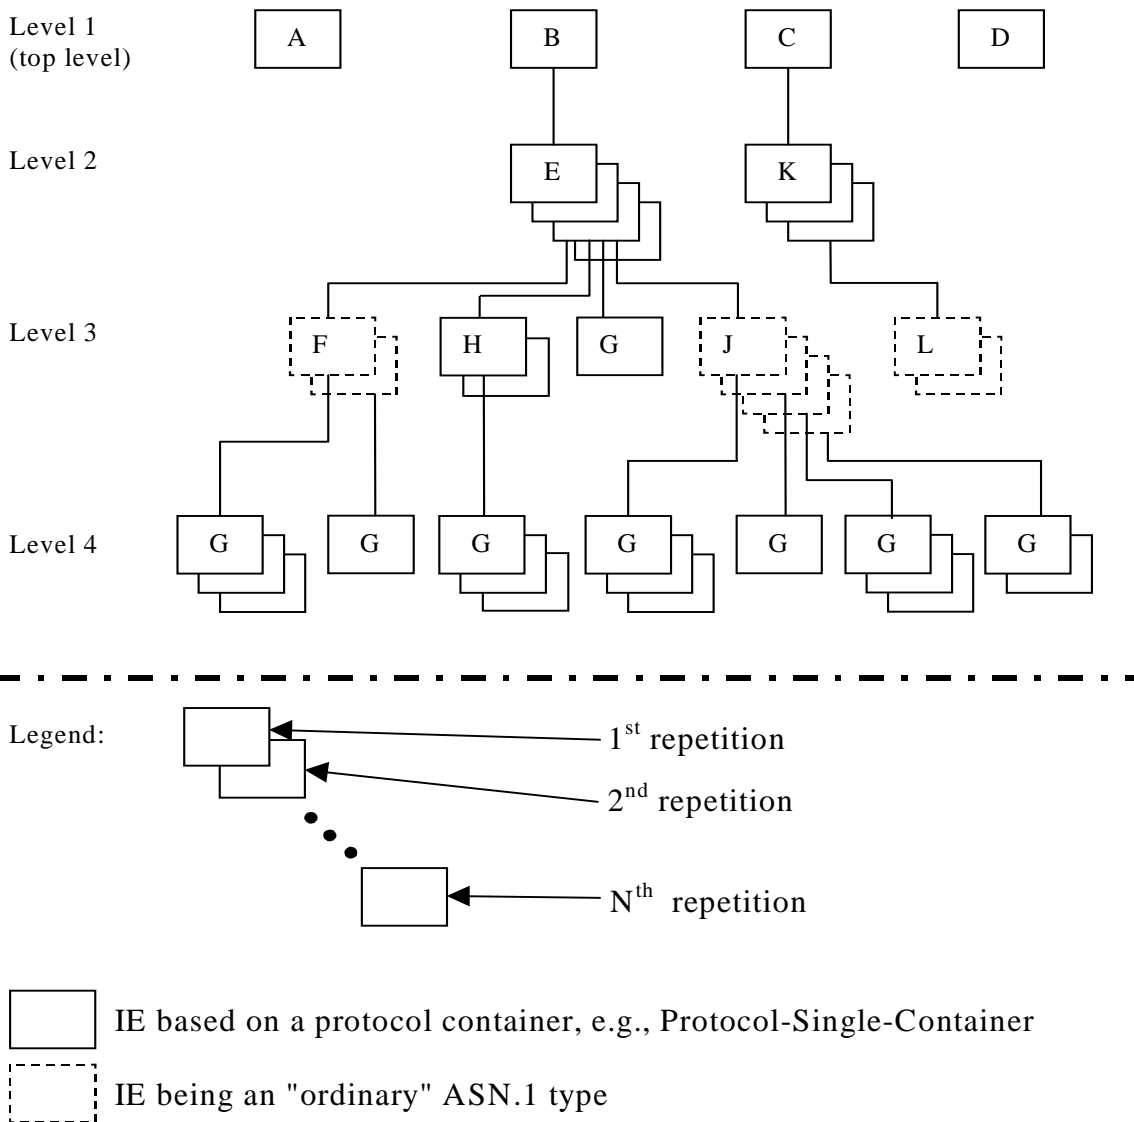 Level 1
(top level)
A
B
C
D
Level 2
E
K
Level 3
F
H
G
J
L
Level 4
G
G
G
G
G
G
G
Legend:
1st repetition
2nd repetition
Nth repetition
IE based on a protocol container, e.g., Protocol-Single-Container
IE being an "ordinary" ASN.1 type